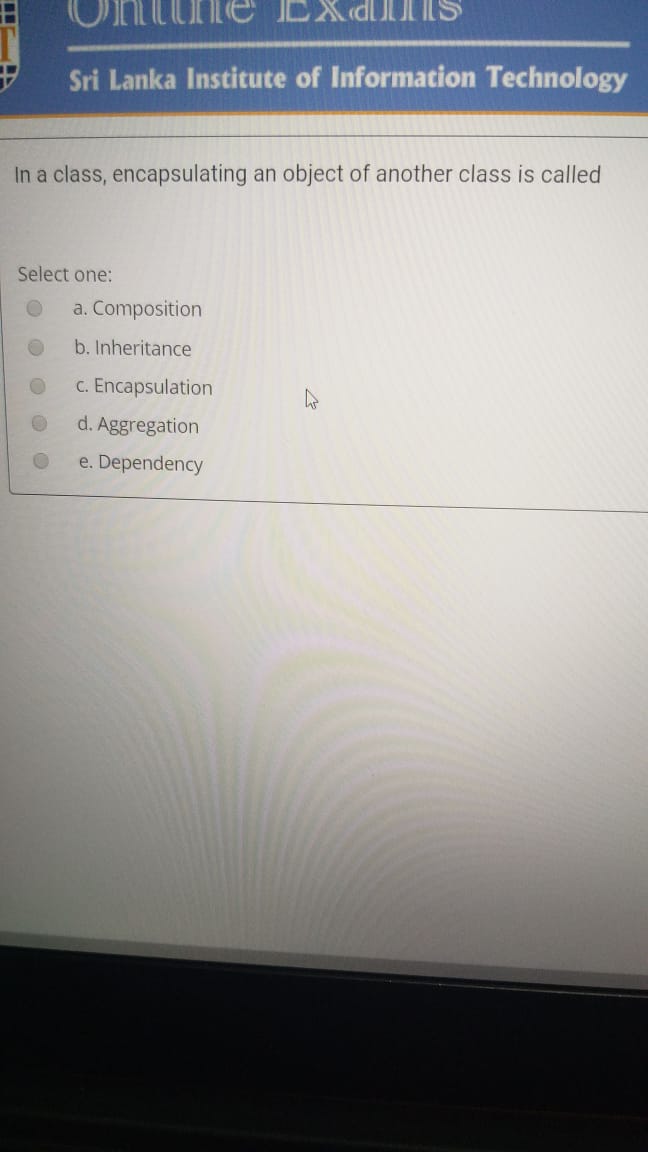 Online Exams
Sri Lanka Institute of Information Technology
In a class, encapsulating an object of another class is called
Select one:
a. Composition
b. Inheritance
c. Encapsulation
d. Aggregation
e. Dependency